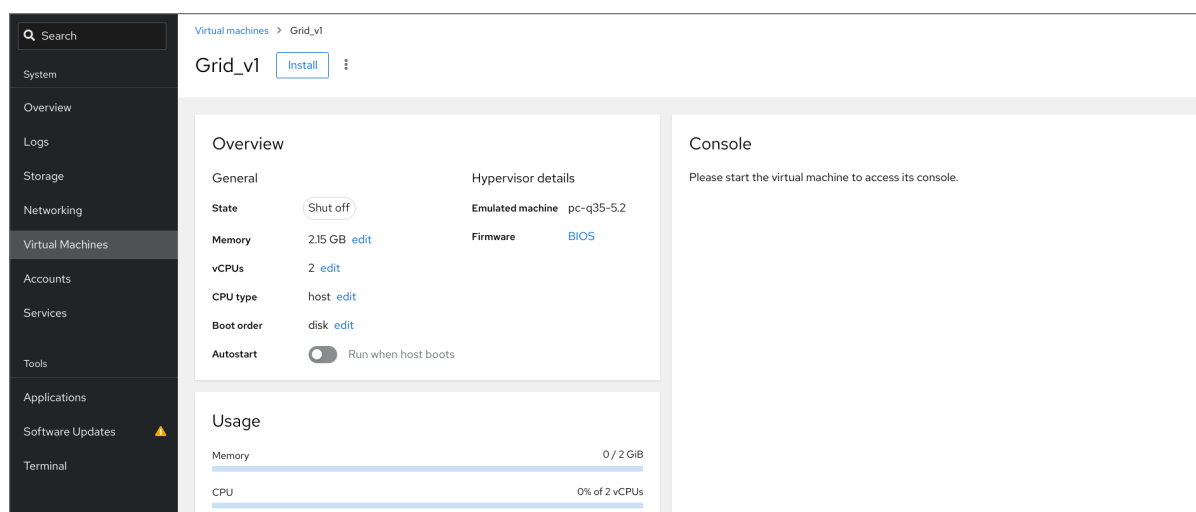 Search
System
Overview
Logs
Storage
Networking
Virtual Machines
Accounts
Services
Tools
Applications
Software Updates
Terminal
Virtual machines > Grid_v1
Grid_v1 Install
Overview
General
State Shut off
Memory 2.15 GB edit
vCPUs 2 edit
CPU type host edit
Boot order disk edit
Autostart Run when host boots
Hypervisor details
Emulated machine pc-q35-5.2
Firmware BIOS
Usage
Memory 0 / 2 GiB
CPU 0% of 2 vCPUs
Console
Please start the virtual machine to access its console.